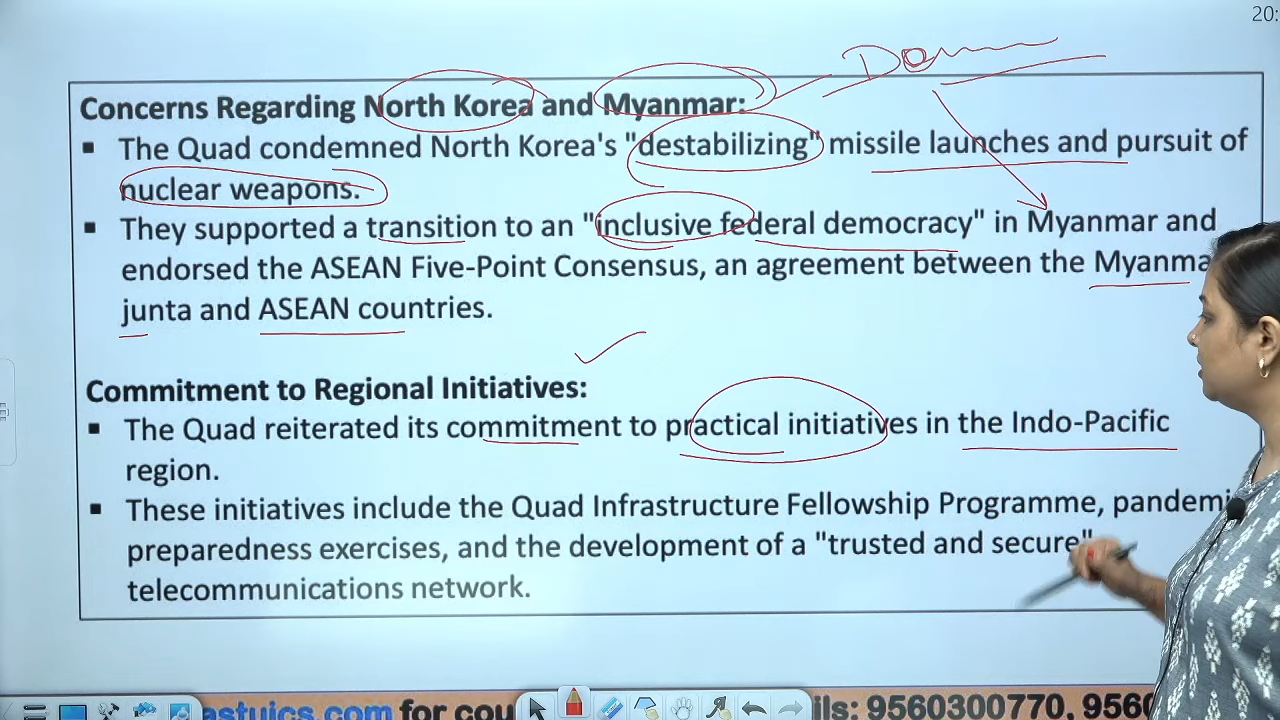 20:
Dem
Concerns Regarding North Korea and Myanmar:
▪ The Quad condemned North Korea's "destabilizing" missile launches and pursuit of
nuclear weapons.
▪ They supported a transition to an "inclusive federal democracy" in Myanmar and
endorsed the ASEAN Five-Point Consensus, an agreement between the Myanma
junta and ASEAN countries.
Commitment to Regional Initiatives:
▪ The Quad reiterated its commitment to practical initiatives in the Indo-Pacific
region.
▪ These initiatives include the Quad Infrastructure Fellowship Programme, pandemi
preparedness exercises, and the development of a "trusted and secure"
telecommunications network.
astuics.com for cou ils: 9560300770, 9560